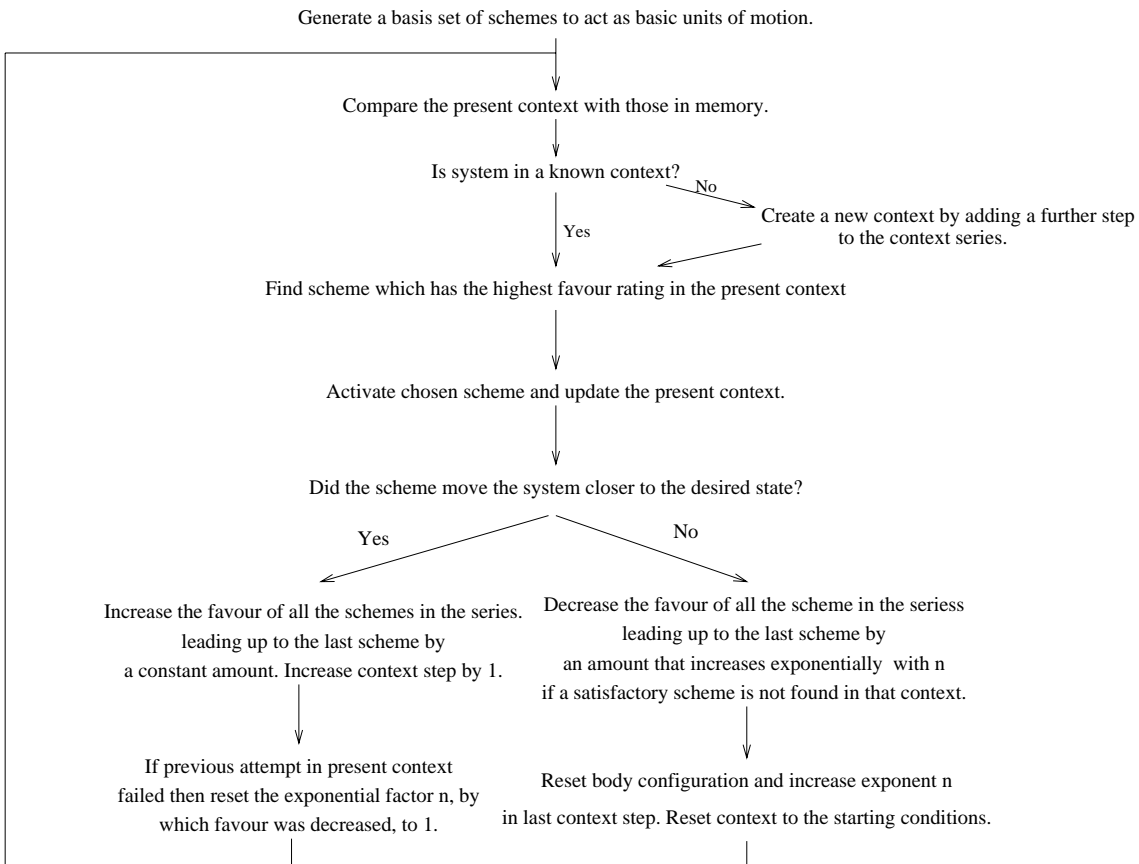 Generate a basis set of schemes to act as basic units of motion.
Compare the present context with those in memory.
Is system in a known context?
No
Create a new context by adding a further step
to the context series.
Yes
Find scheme which has the highest favour rating in the present context
Activate chosen scheme and update the present context.
Did the scheme move the system closer to the desired state?
Yes
No
Increase the favour of all the schemes in the series.
leading up to the last scheme by
a constant amount. Increase context step by 1.
Decrease the favour of all the scheme in the seriess
leading up to the last scheme by
an amount that increases exponentially with n
if a satisfactory scheme is not found in that context.
If previous attempt in present context
failed then reset the exponential factor n, by
which favour was decreased, to 1.
Reset body configuration and increase exponent n
in last context step. Reset context to the starting conditions.